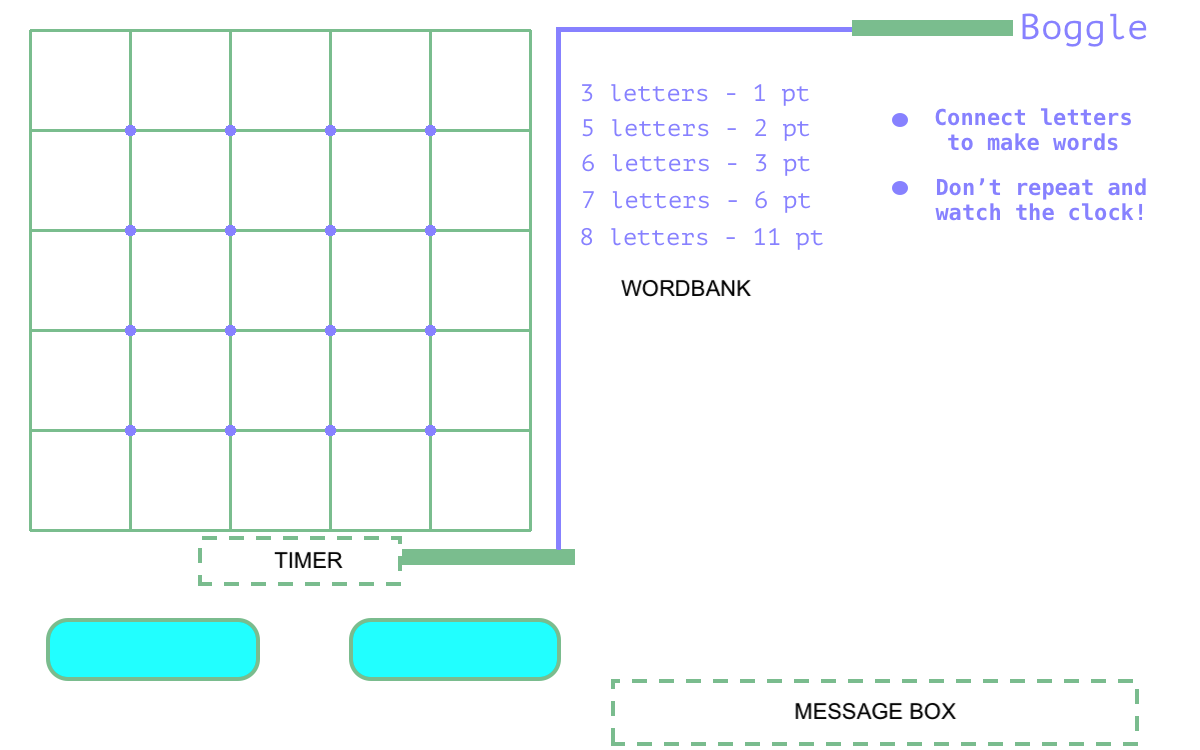 Boggle
3 letters - 1 pt
5 letters - 2 pt
6 letters - 3 pt
7 letters - 6 pt
8 letters - 11 pt
Connect letters
to make words
Don’t repeat and
watch the clock!
WORDBANK
TIMER
MESSAGE BOX